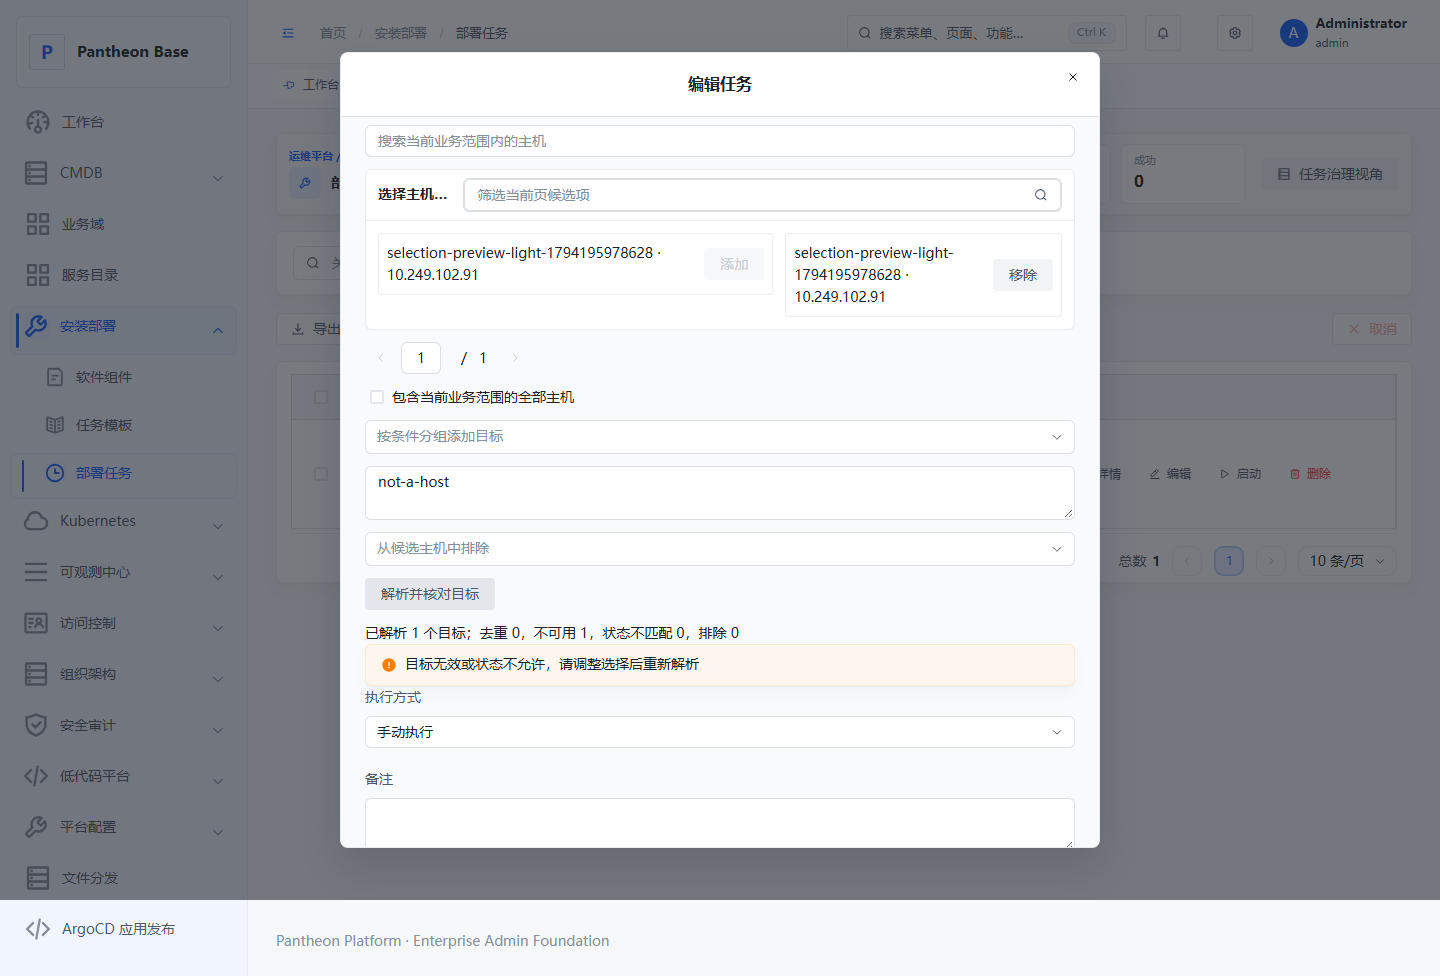 P
Pantheon Base
首页 / 安装部署 / 部署任务
搜索菜单、页面、功能...
Ctrl K
A
Administrator
admin
工作台
CMDB
业务域
服务目录
安装部署
软件组件
任务模板
部署任务
Kubernetes
可观测中心
访问控制
组织架构
安全审计
低代码平台
平台配置
文件分发
ArgoCD 应用发布
工作台
运维平台 /
成功
0
任务治理视角
导出
取消
编辑任务
搜索当前业务范围内的主机
选择主机...
筛选当前页候选项
selection-preview-light-1794195978628 ·
10.249.102.91
添加
selection-preview-light-
1794195978628 ·
10.249.102.91
移除
1 / 1
包含当前业务范围的全部主机
按条件分组添加目标
not-a-host
从候选主机中排除
解析并核对目标
已解析 1 个目标；去重 0，不可用 1，状态不匹配 0，排除 0
目标无效或状态不允许，请调整选择后重新解析
执行方式
手动执行
备注
详情
编辑
启动
删除
总数 1
1
10 条/页
Pantheon Platform · Enterprise Admin Foundation